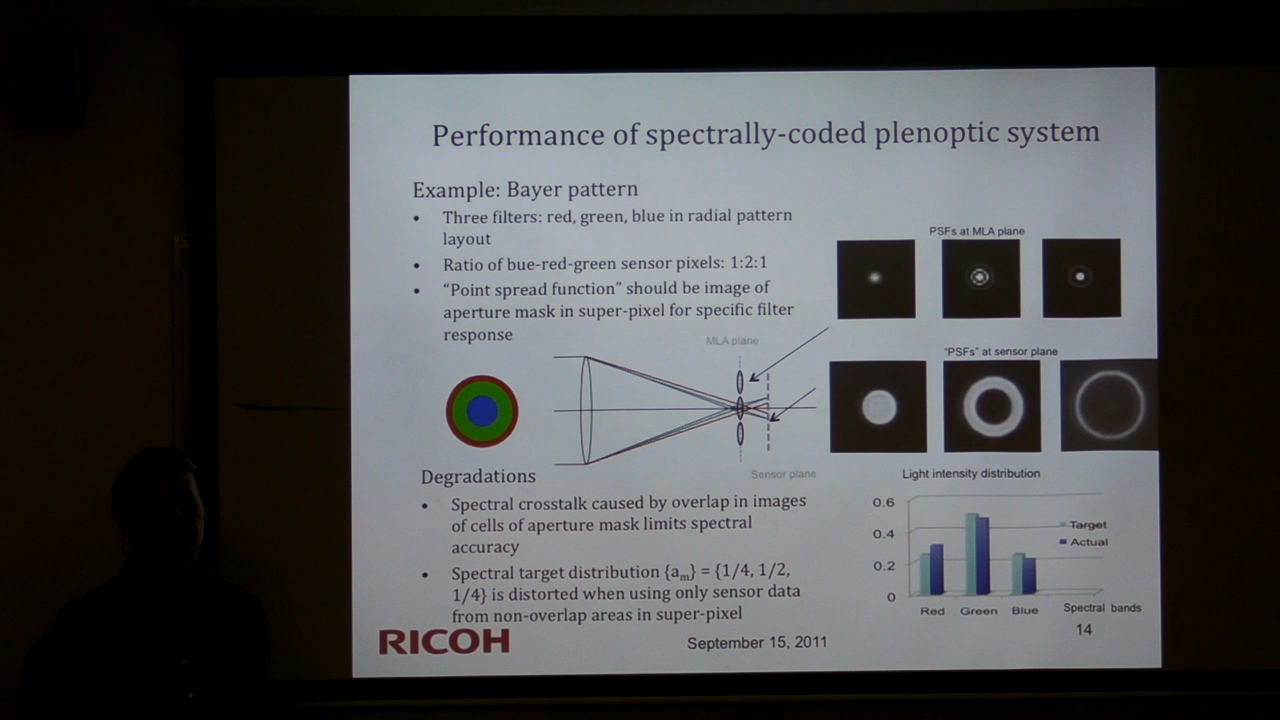 Performance of spectrally-coded plenoptic system
Example: Bayer pattern
• Three filters: red, green, blue in radial pattern
layout
• Ratio of bue-red-green sensor pixels: 1:2:1
• “Point spread function” should be image of
aperture mask in super-pixel for specific filter
response
PSFs at MLA plane
MLA plane
"PSFs" at sensor plane
Sensor plane
Degradations
• Spectral crosstalk caused by overlap in images
of cells of aperture mask limits spectral
accuracy
• Spectral target distribution {aₘ} = {1/4, 1/2,
1/4} is distorted when using only sensor data
from non-overlap areas in super-pixel
Light intensity distribution
0.6
0.4
0.2
0
Target
Actual
Red Green Blue
Spectral bands
RICOH
September 15, 2011
14